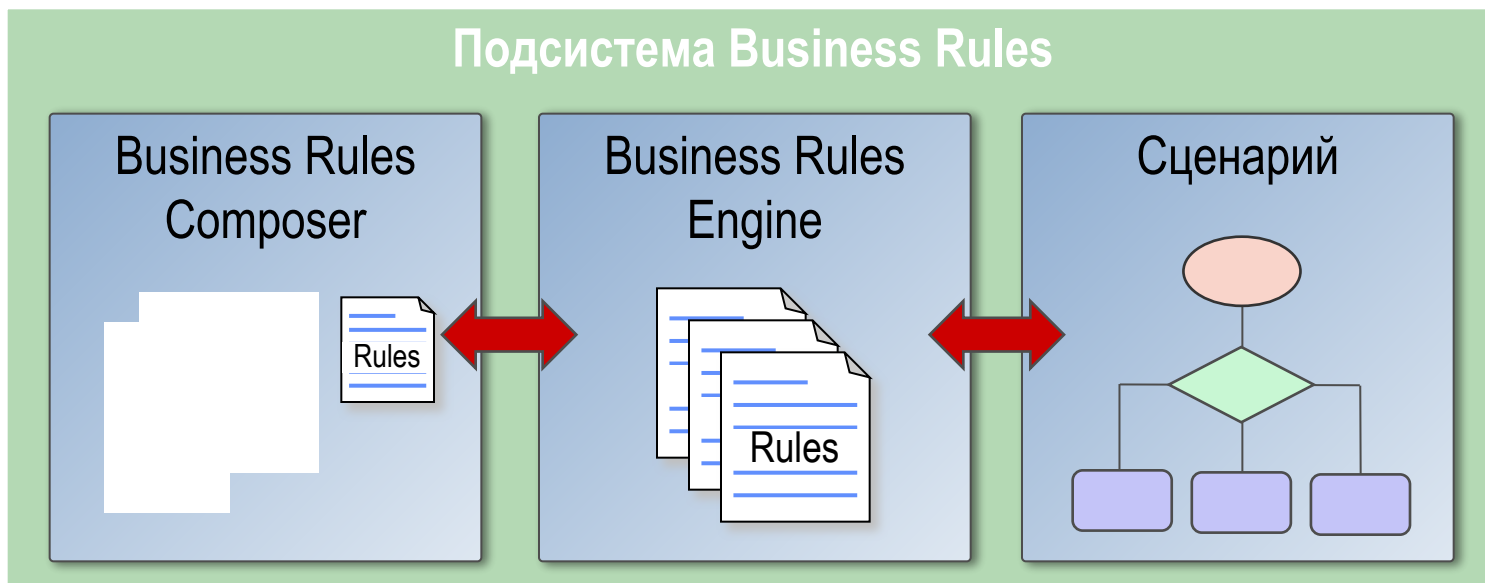 Подсистема Business Rules
Business Rules
Composer
Rules
Business Rules
Engine
Rules
Сценарий